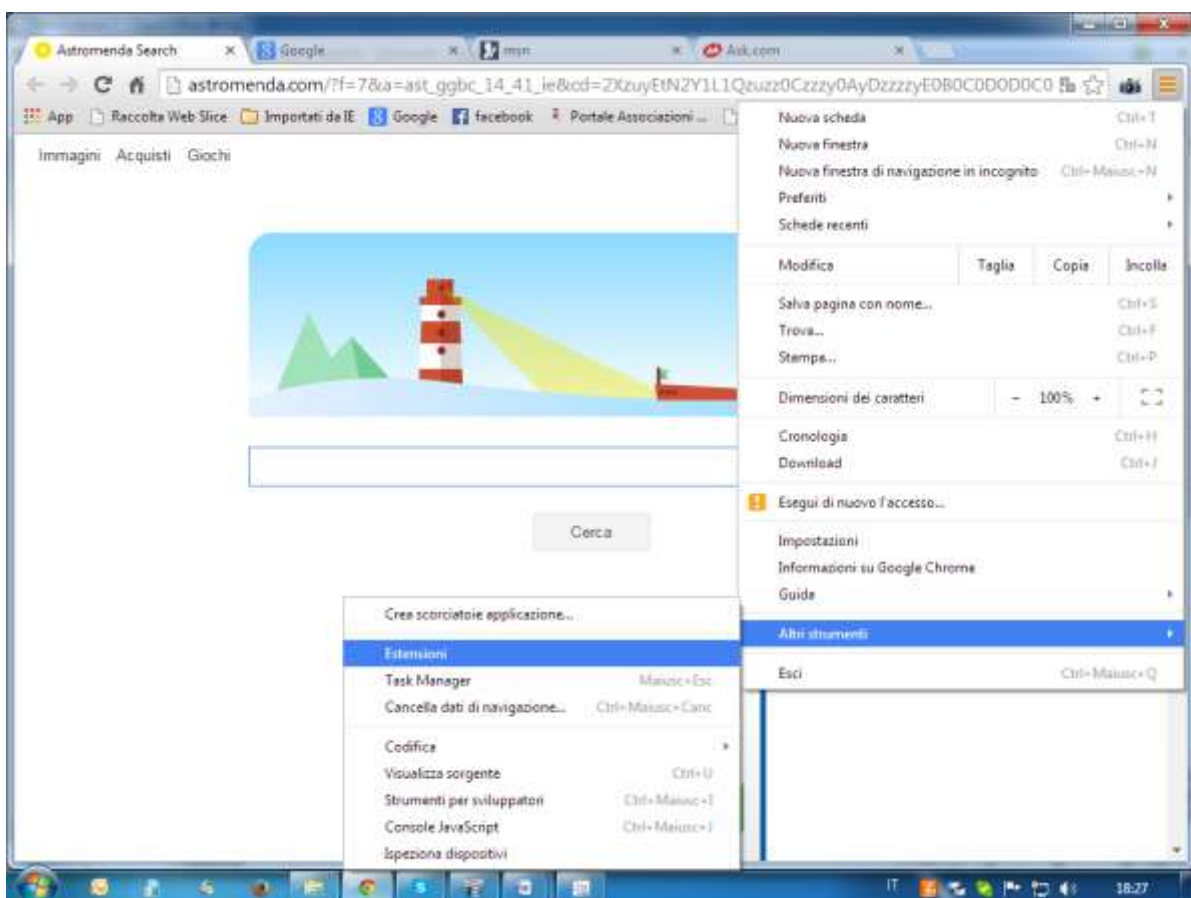 Astromenda Search
Google
msn
Ask.com
astromenda.com/?f=7&a=ast_ggbc_14_41_ie&cd=2XzuyEtN2Y1L1Qzuzz0Czzzy0AyDzzzzyE0B0C0D0D0C0
App Raccolta Web Slice Importati da IE Google facebook Portale Associazioni ...
Immagini Acquisti Giochi
Nuova scheda Ctrl+T
Nuova finestra Ctrl+N
Nuova finestra di navigazione in incognito Ctrl+Maiusc+N
Preferiti
Schede recenti
Modifica Taglia Copia Incolla
Salva pagina con nome... Ctrl+S
Trova... Ctrl+F
Stampa... Ctrl+P
Dimensioni dei caratteri - 100% +
Cronologia Ctrl+H
Download Ctrl+J
Esegui di nuovo l'accesso...
Impostazioni
Informazioni su Google Chrome
Guida
Altri strumenti
Esci Ctrl+Maiusc+Q
Cerca
Crea scorciatoie applicazione...
Estensioni
Task Manager Maiusc+Esc
Cancella dati di navigazione... Ctrl+Maiusc+Canc
Codifica
Visualizza sorgente Ctrl+U
Strumenti per sviluppatori Ctrl+Maiusc+I
Console JavaScript Ctrl+Maiusc+J
Ispeziona dispositivi
IT
18:27